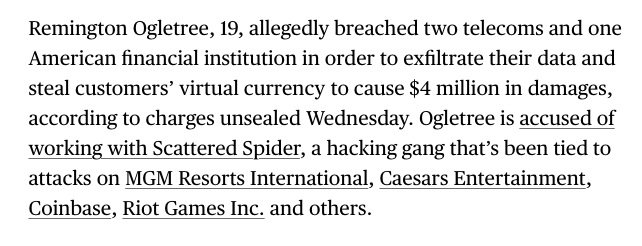 Remington Ogletree, 19, allegedly breached two telecoms and one
American financial institution in order to exfiltrate their data and
steal customers’ virtual currency to cause $4 million in damages,
according to charges unsealed Wednesday. Ogletree is accused of
working with Scattered Spider, a hacking gang that’s been tied to
attacks on MGM Resorts International, Caesars Entertainment,
Coinbase, Riot Games Inc. and others.